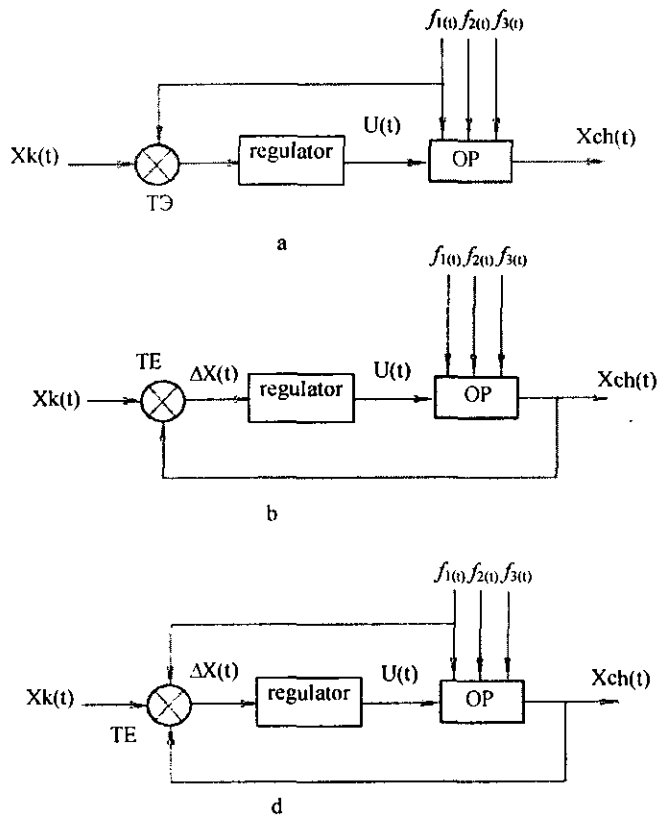 f1(t) f2(t) f3(t)
U(t)
Xk(t)
regulator
OP
Xch(t)
ТЭ
a
f1(t) f2(t) f3(t)
TE
ΔX(t)
U(t)
Xk(t)
regulator
OP
Xch(t)
b
f1(t) f2(t) f3(t)
ΔX(t)
U(t)
Xk(t)
regulator
OP
Xch(t)
TE
d